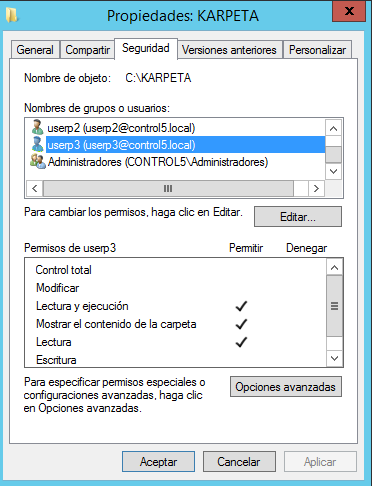 Propiedades: KARPETA
x
General Compartir Seguridad Versiones anteriores Personalizar
Nombre de objeto: C:\KARPETA
Nombres de grupos o usuarios:
userp2 (userp2@control5.local)
userp3 (userp3@control5.local)
Administradores (CONTROL5\Administradores)
Para cambiar los permisos, haga clic en Editar.
Editar...
Permisos de userp3 Permitir Denegar
Control total
Modificar
Lectura y ejecución
Mostrar el contenido de la carpeta
Lectura
Escritura
Para especificar permisos especiales o
configuraciones avanzadas, haga clic
en Opciones avanzadas.
Opciones avanzadas
Aceptar Cancelar Aplicar